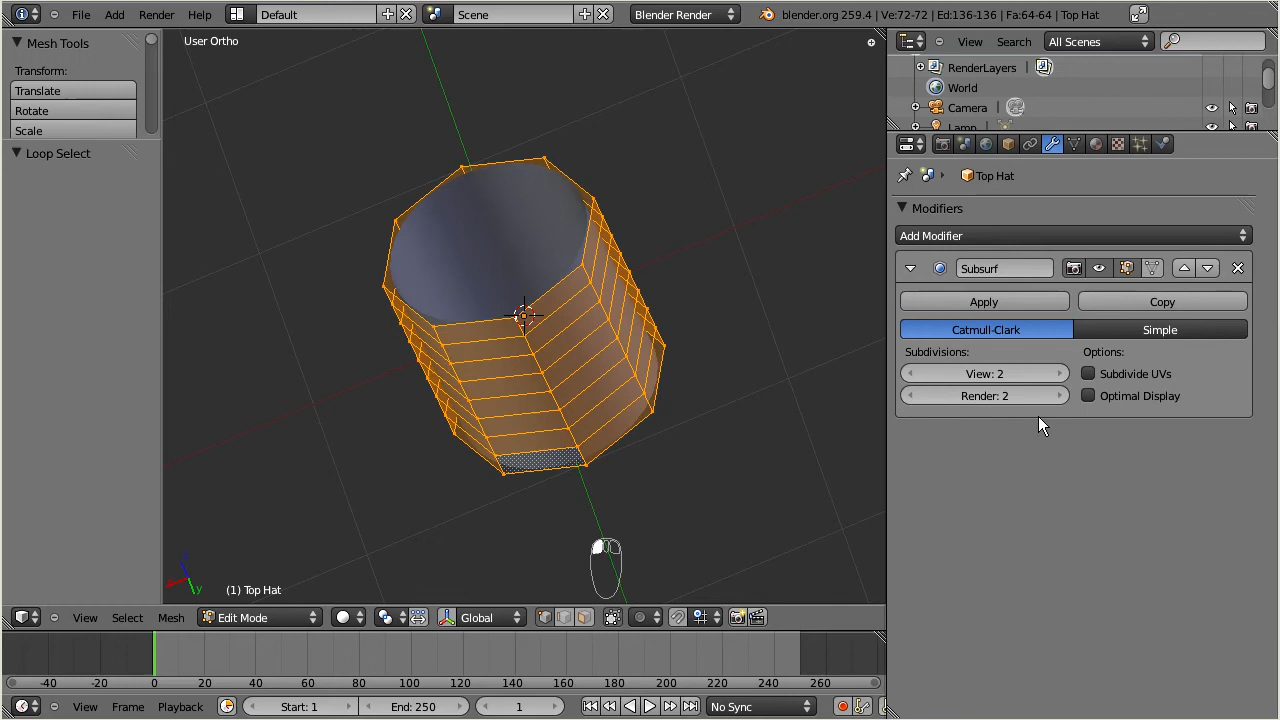 File Add Render Help Default Scene Blender Render blender.org 259.4 | Ve:72-72 | Ed:136-136 | Fa:64-64 | Top Hat
Mesh Tools
Transform:
Translate
Rotate
Scale
Loop Select
User Ortho
(1) Top Hat
View Search All Scenes
RenderLayers
World
Camera
Lamp
Top Hat
Modifiers
Add Modifier
Subsurf
Apply Copy
Catmull-Clark Simple
Subdivisions: Options:
View: 2 Subdivide UVs
Render: 2 Optimal Display
View Select Mesh Edit Mode Global
-40 -20 0 20 40 60 80 100 120 140 160 180 200 220 240 260
View Frame Playback Start: 1 End: 250 1 No Sync